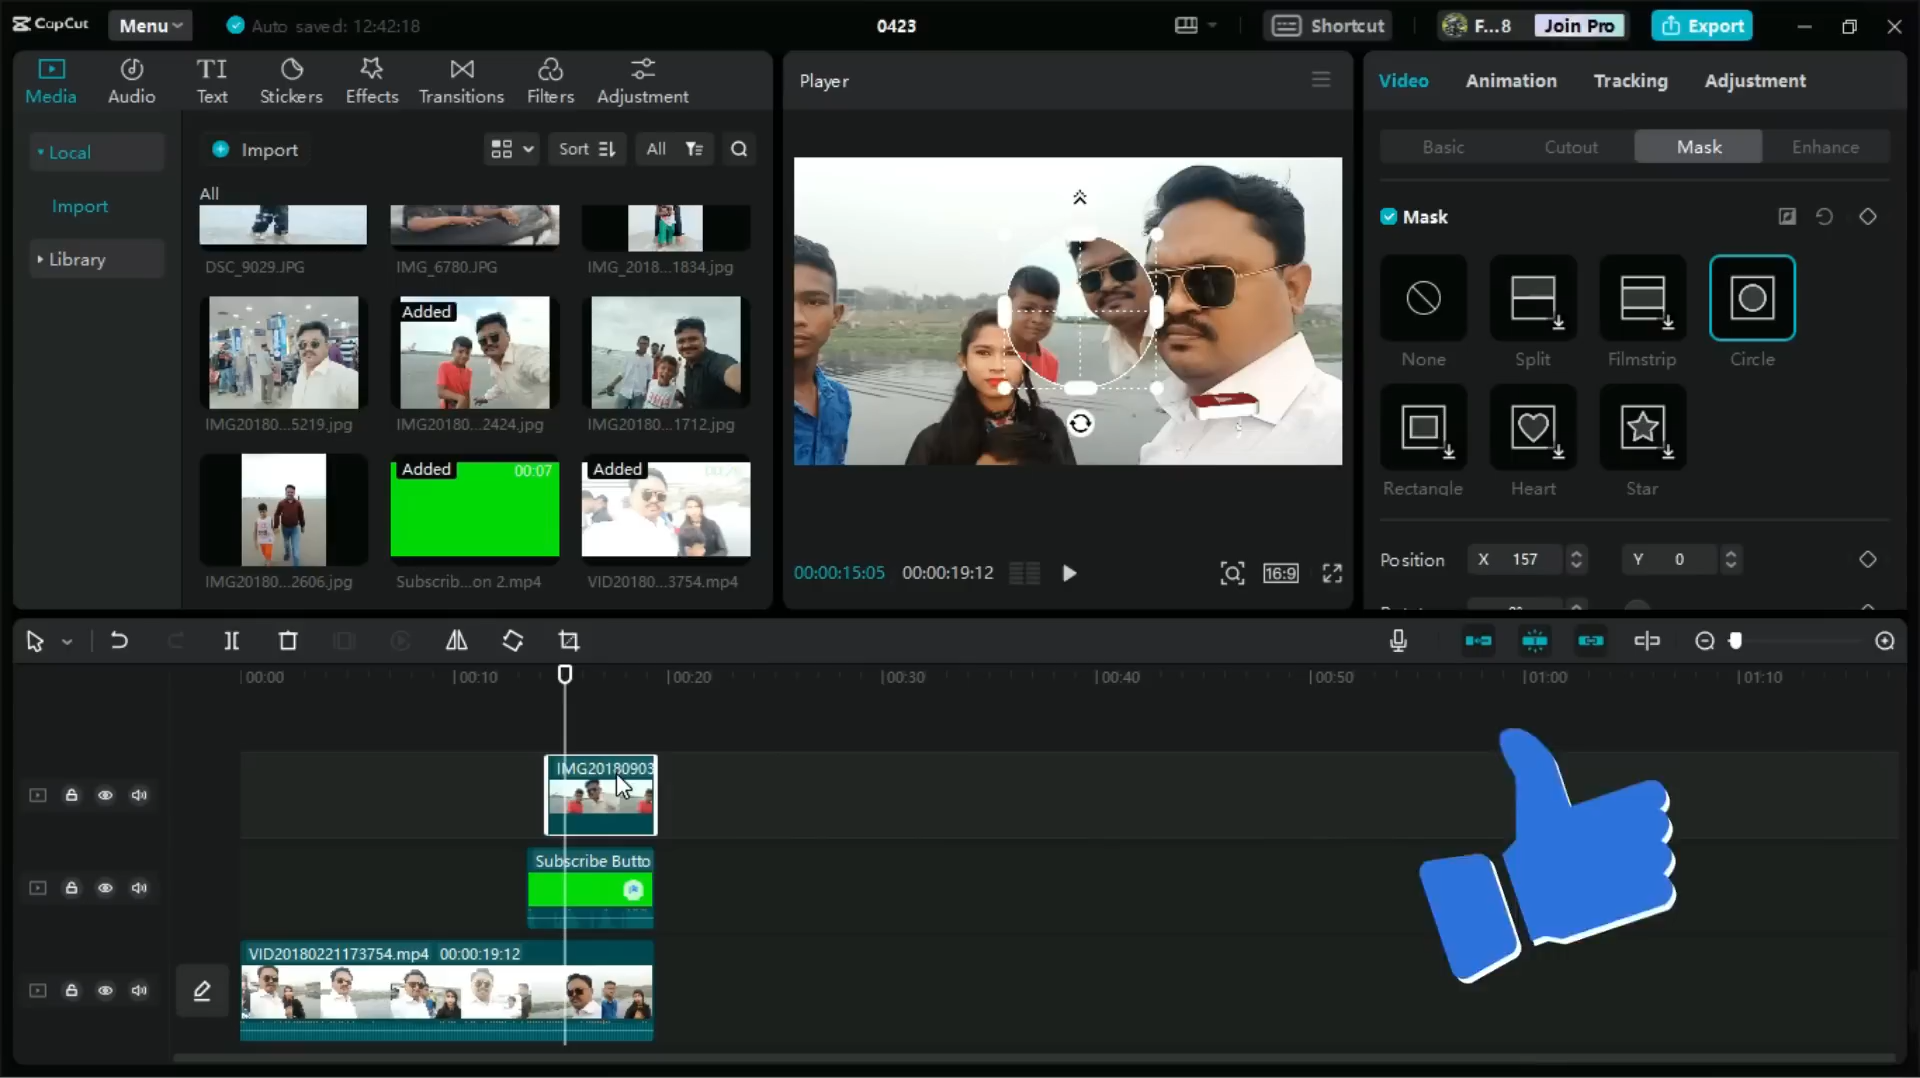 CapCut
Menu
Auto saved: 12:42:18
0423
Shortcut
F...8
Join Pro
Export
Media
Audio
TI
Text
Stickers
Effects
Transitions
Filters
Adjustment
Player
Video
Animation
Tracking
Adjustment
Local
Import
Library
Import
Sort
All
All
DSC_9029.JPG
IMG_6780.JPG
IMG_2018...1834.jpg
Added
IMG20180...5219.jpg
IMG20180...2424.jpg
IMG20180...1712.jpg
Added
00:07
Added
IMG20180...2606.jpg
Subscrib...on 2.mp4
VID20180...3754.mp4
00:00:15:05
00:00:19:12
16:9
Basic
Cutout
Mask
Enhance
Mask
None
Split
Filmstrip
Circle
Rectangle
Heart
Star
Position
X 157
Y 0
00:00
00:10
00:20
00:30
00:40
00:50
01:00
01:10
IMG20180903
Subscribe Butto
VID20180221173754.mp4 00:00:19:12